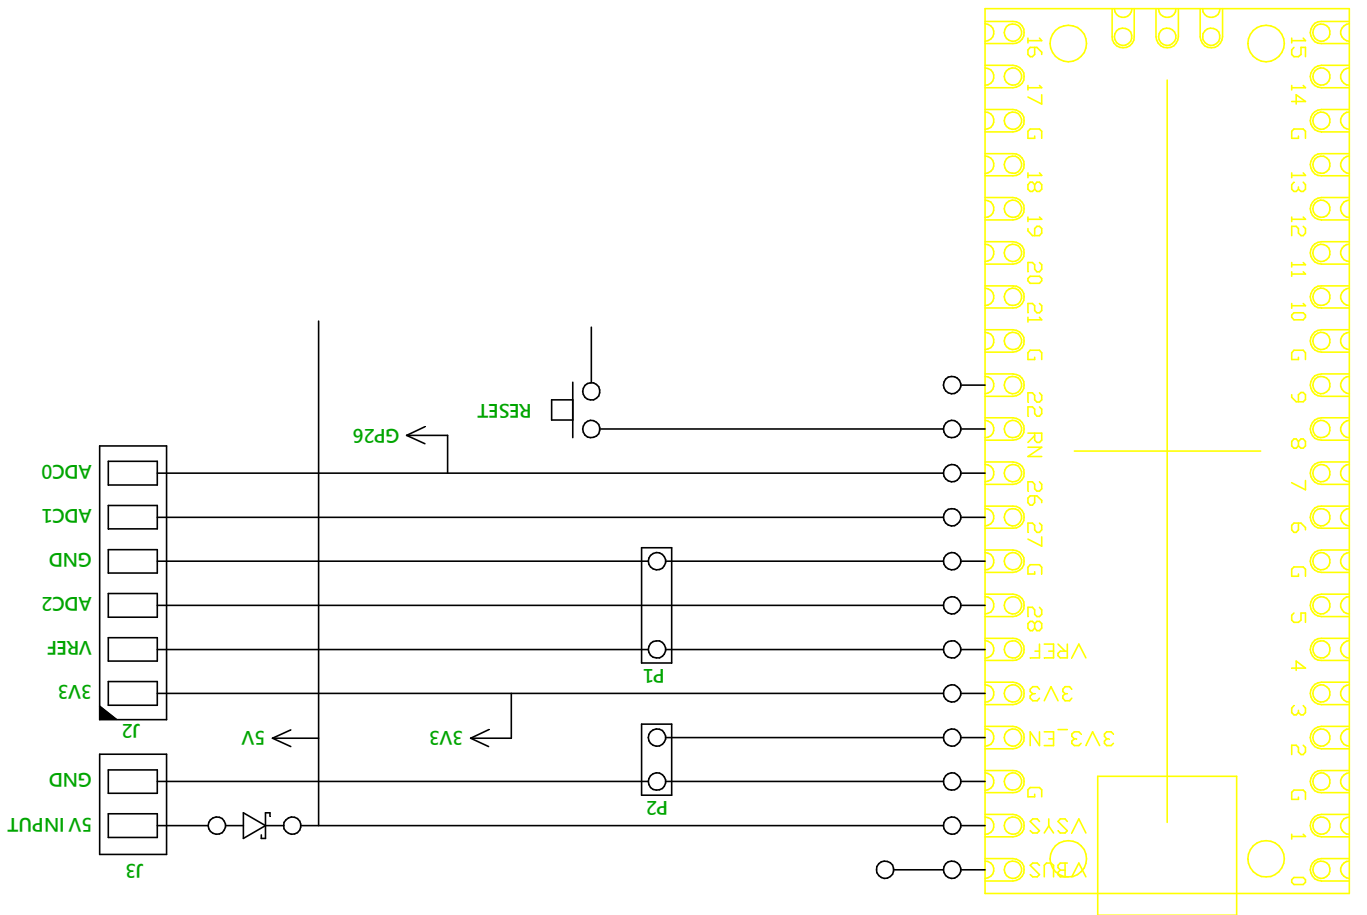 0
1
G
2
3
4
5
G
6
7
8
9
G
10
11
12
13
G
14
15
VBUS
VSYS
G
3V3_EN
3V3
VREF
28
G
27
26
RN
22
G
21
20
19
18
G
17
16
P2
P1
RESET
3V3
GP26
5V
J3
5V INPUT
GND
J2
3V3
VREF
ADC2
GND
ADC1
ADC0